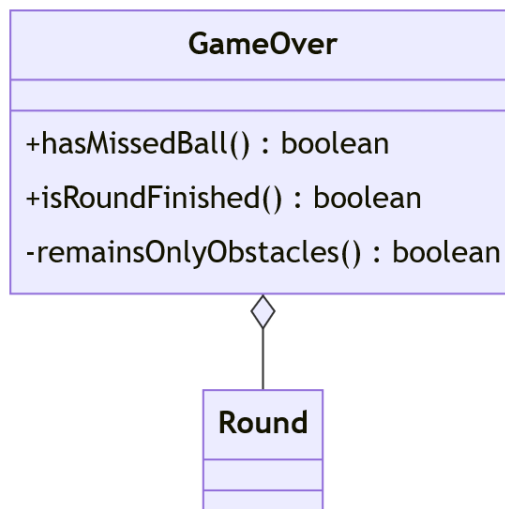 GameOver
+hasMissedBall() : boolean
+isRoundFinished() : boolean
-remainsOnlyObstacles() : boolean
Round